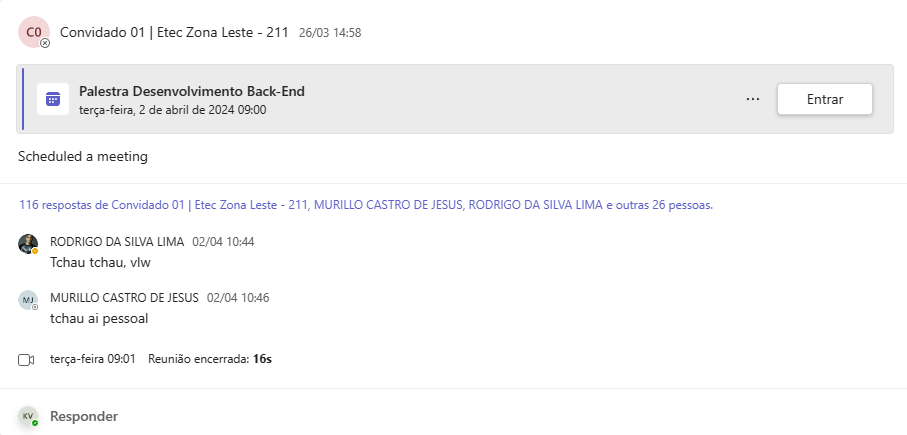 C0 Convidado 01 | Etec Zona Leste - 211 26/03 14:58
Palestra Desenvolvimento Back-End
terça-feira, 2 de abril de 2024 09:00
... Entrar
Scheduled a meeting
116 respostas de Convidado 01 | Etec Zona Leste - 211, MURILLO CASTRO DE JESUS, RODRIGO DA SILVA LIMA e outras 26 pessoas.
RODRIGO DA SILVA LIMA 02/04 10:44
Tchau tchau, vlw
MJ MURILLO CASTRO DE JESUS 02/04 10:46
tchau ai pessoal
terça-feira 09:01 Reunião encerrada: 16s
KV Responder